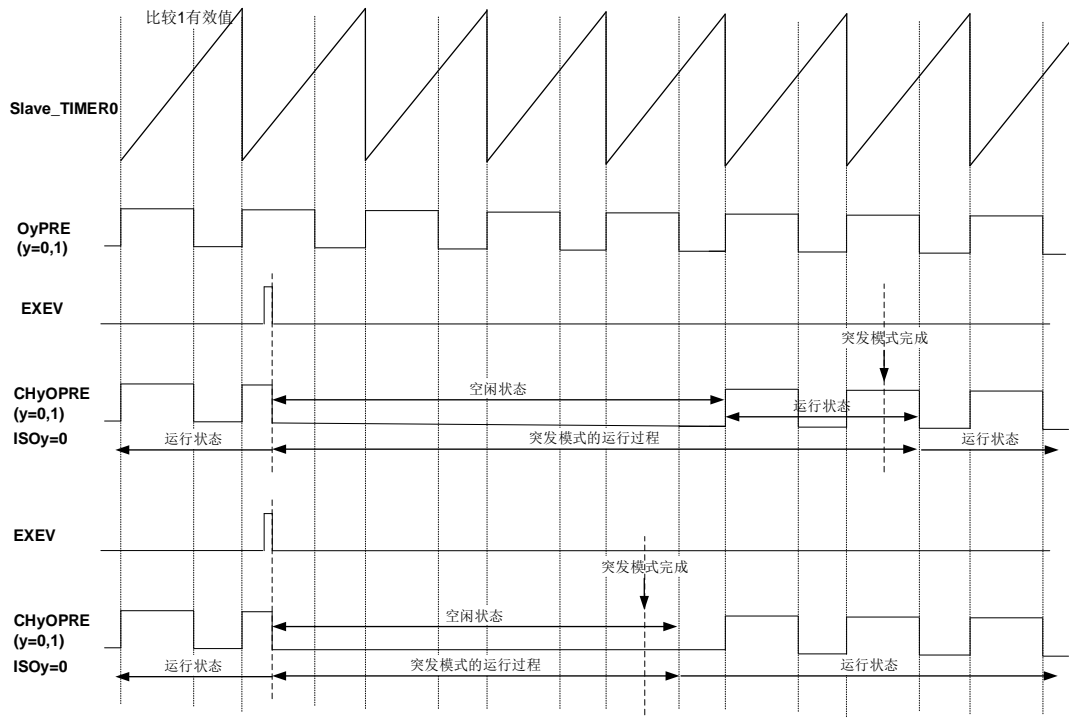 比较1有效值
Slave_TIMER0
OyPRE
(y=0,1)
EXEV
突发模式完成
CHyOPRE
(y=0,1)
ISOy=0
空闲状态
运行状态
运行状态
突发模式的运行过程
运行状态
EXEV
突发模式完成
CHyOPRE
(y=0,1)
ISOy=0
空闲状态
运行状态
突发模式的运行过程
运行状态